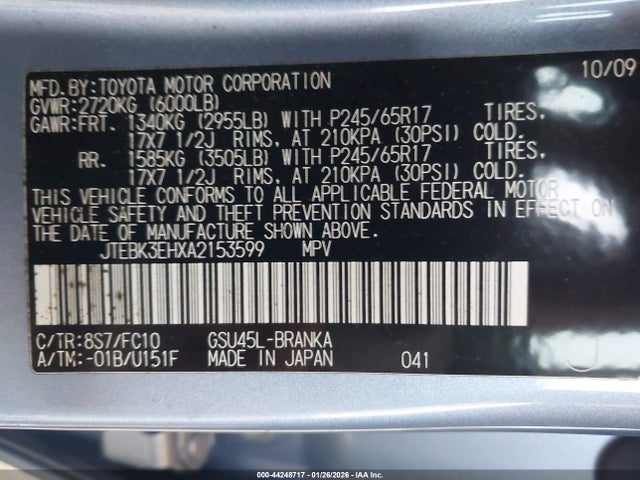 10/09
MFD.BY:TOYOTA MOTOR CORPORATION
GVWR:2720KG (6000LB)
GAWR:FRT. 1340KG (2955LB) WITH P245/65R17 TIRES,
17X7 1/2J RIMS, AT 210KPA (30PSI) COLD.
RR. 1585KG (3505LB) WITH P245/65R17 TIRES,
17X7 1/2J RIMS, AT 210KPA (30PSI) COLD.
THIS VEHICLE CONFORMS TO ALL APPLICABLE FEDERAL MOTOR
VEHICLE SAFETY AND THEFT PREVENTION STANDARDS IN EFFECT ON
THE DATE OF MANUFACTURE SHOWN ABOVE.
JTEBK3EHXA2153599 MPV
C/TR:8S7/FC10 GSU45L-BRANKA
A/TM:-01B/U151F MADE IN JAPAN 041
J
000-44248717 - 01/26/2026 - IAA Inc.